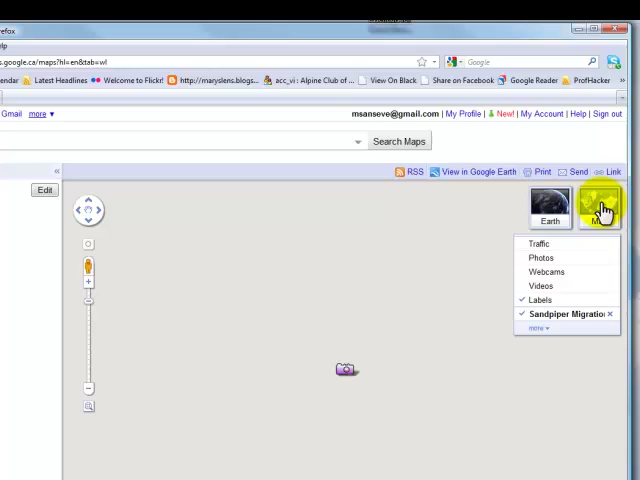 refox
lp
s.google.ca/maps?hl=en&tab=wl
Google
endar Latest Headlines Welcome to Flickr! http://maryslens.blogs... acc_vi : Alpine Club of... View On Black Share on Facebook Google Reader ProfHacker
Gmail more ▼ msanseve@gmail.com | My Profile | New! | My Account | Help | Sign out
Search Maps
« RSS View in Google Earth Print Send Link
Edit
Earth
Traffic
Photos
Webcams
Videos
Labels
Sandpiper Migratio
more